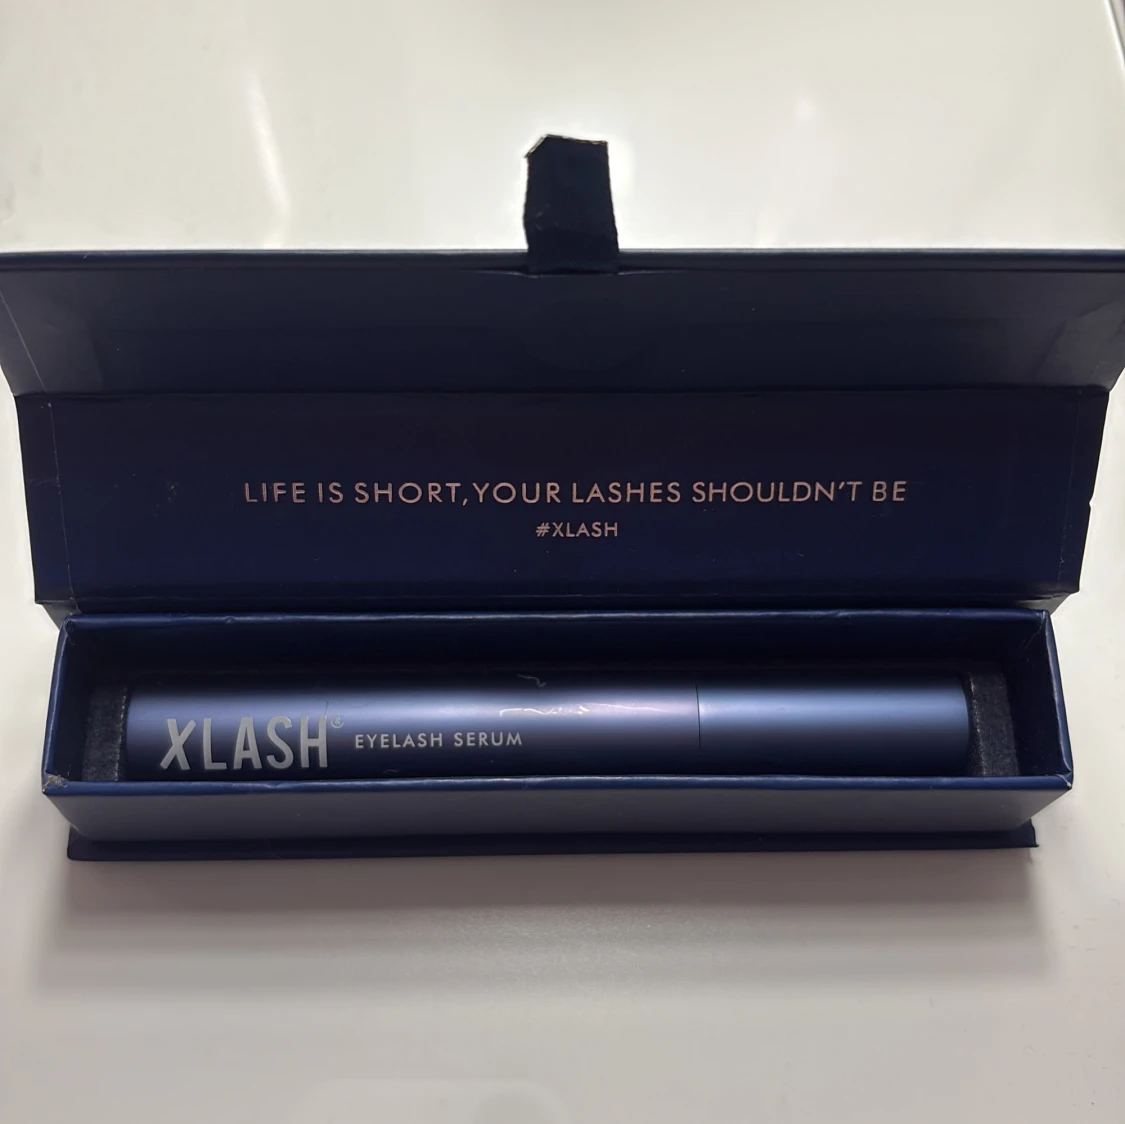 LIFE IS SHORT,YOUR LASHES SHOULDN'T BE
#XLASH
XLASH® EYELASH SERUM